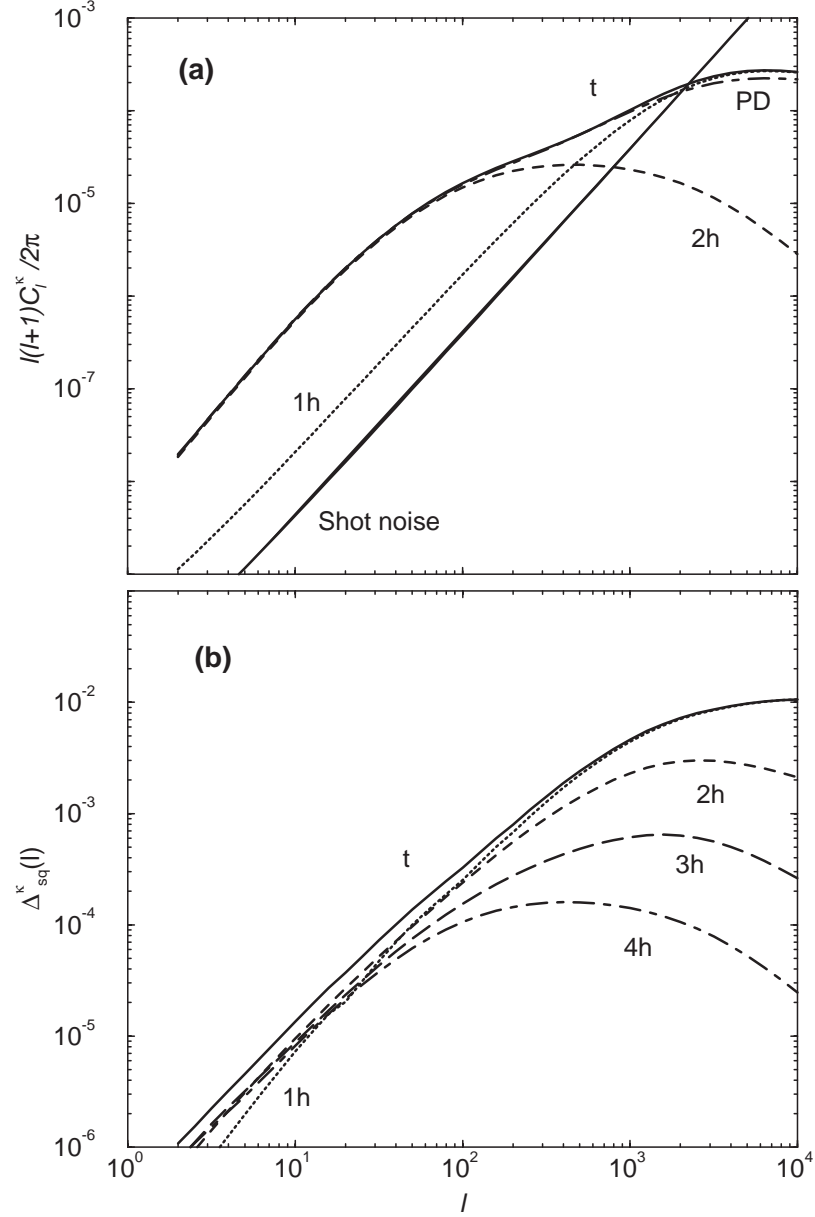 10⁻³
(a)
t
PD
10⁻⁵
2h
l(l+1)C_l^κ/2π
10⁻⁷
1h
Shot noise
(b)
10⁻²
2h
10⁻³
t
3h
Δ^κ_sq(l)
10⁻⁴
4h
10⁻⁵
1h
10⁻⁶
10⁰ 10¹ 10² 10³ 10⁴
l